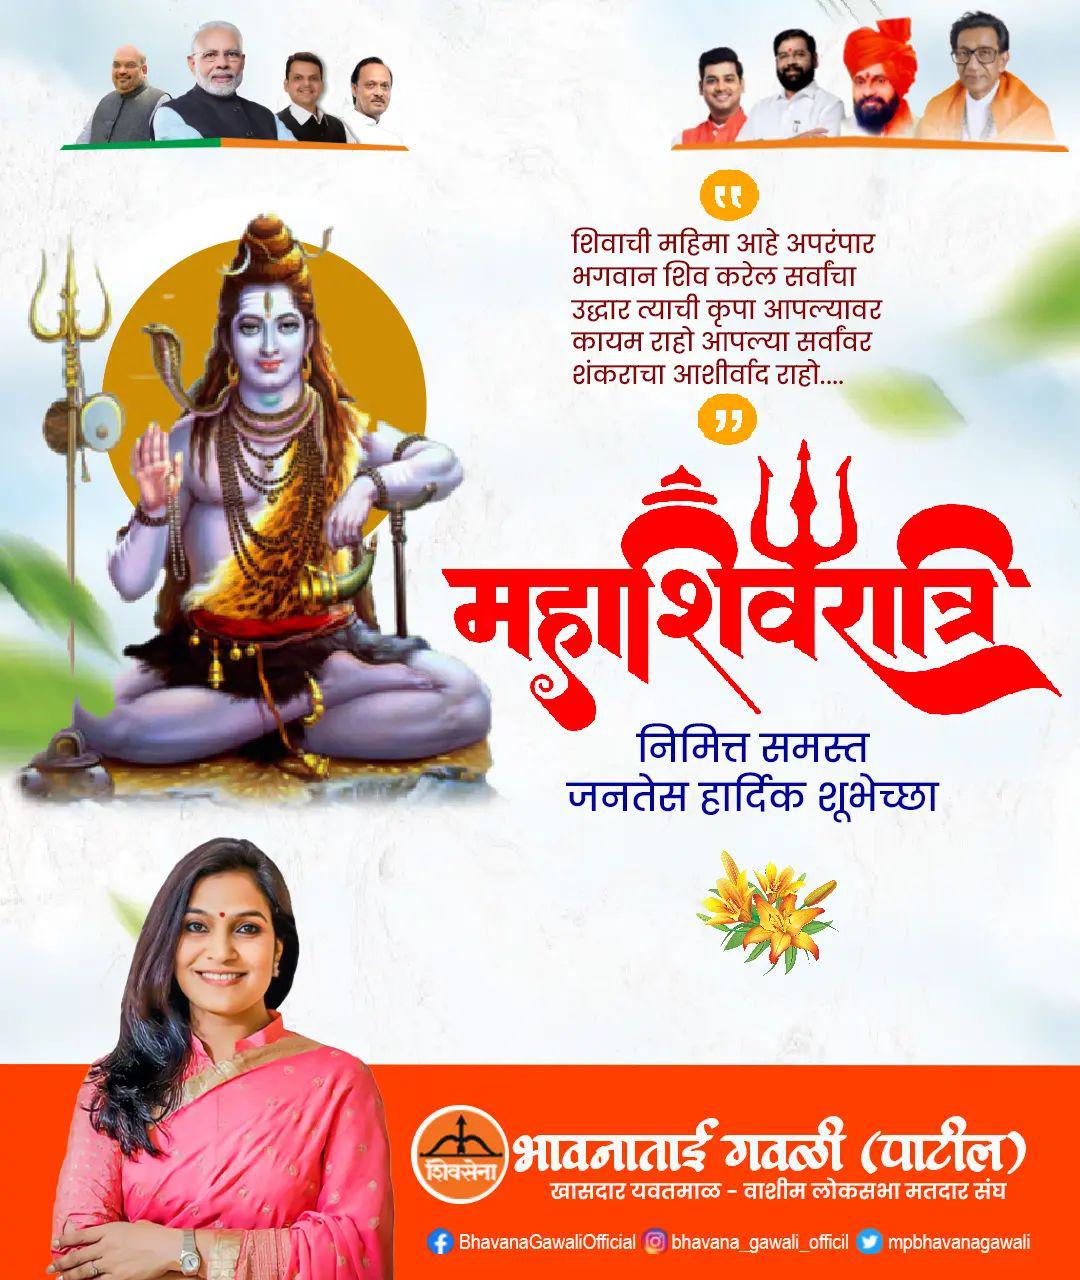 शिवाची महिमा आहे अपरंपार
भगवान शिव करेल सर्वांचा
उद्धार त्याची कृपा आपल्यावर
कायम राहो आपल्या सर्वांवर
शंकराचा आशीर्वाद राहो....
महाशिवरात्रि
निमित्त समस्त
जनतेस हार्दिक शूभेच्छा
शिवसेना
भावनाताई गवळी (पाटील)
खासदार यवतमाळ - वाशीम लोकसभा मतदार संघ
BhavanaGawaliOfficial bhavana_gawali_officil mpbhavanagawali